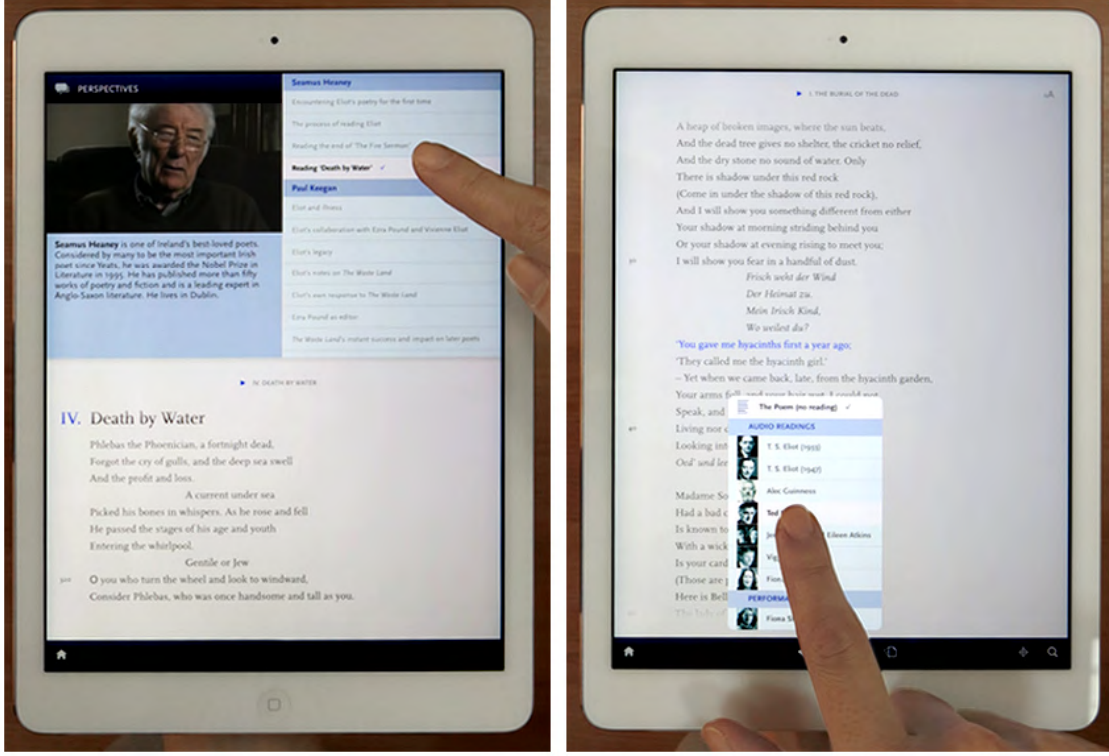 PERSPECTIVES
Seamus Heaney is one of Ireland's best-loved poets.
Considered by many to be the most important Irish
poet since Yeats, he was awarded the Nobel Prize in
Literature in 1995. He has published more than fifty
works of poetry and fiction and is a leading expert in
Anglo-Saxon literature. He lives in Dublin.
Seamus Heaney
Encountering Eliot's poetry for the first time
The process of reading Eliot
Reading the end of 'The Fire Sermon'
Reading 'Death by Water' ✓
Paul Keegan
Eliot and illness
Eliot's collaboration with Ezra Pound and Vivienne Eliot
Eliot's legacy
Eliot's notes on The Waste Land
Eliot's own response to The Waste Land
Ezra Pound as editor
The Waste Land's instant success and impact on later poets
IV. DEATH BY WATER
IV. Death by Water
Phlebas the Phoenician, a fortnight dead,
Forgot the cry of gulls, and the deep sea swell
And the profit and loss.
A current under sea
Picked his bones in whispers. As he rose and fell
He passed the stages of his age and youth
Entering the whirlpool.
Gentile or Jew
320 O you who turn the wheel and look to windward,
Consider Phlebas, who was once handsome and tall as you.
I. THE BURIAL OF THE DEAD
AA
A heap of broken images, where the sun beats,
And the dead tree gives no shelter, the cricket no relief,
And the dry stone no sound of water. Only
There is shadow under this red rock
(Come in under the shadow of this red rock),
And I will show you something different from either
Your shadow at morning striding behind you
Or your shadow at evening rising to meet you;
30 I will show you fear in a handful of dust.
Frisch weht der Wind
Der Heimat zu.
Mein Irisch Kind,
Wo weilest du?
'You gave me hyacinths first a year ago;
'They called me the hyacinth girl.'
– Yet when we came back, late, from the hyacinth garden,
Your arms full, and your hair wet, I could not
Speak, and
Living nor
Looking int
Oed' und lee
Madame So
Had a bad c
Is known to
With a wick
Is your card
(Those are p
Here is Bell
The lady of
The Poem (no reading) ✓
AUDIO READINGS
T. S. Eliot (1933)
T. S. Eliot (1947)
Alec Guinness
Ted
Eileen Atkins
Vig
Fion
PERFORMA
Fiona S